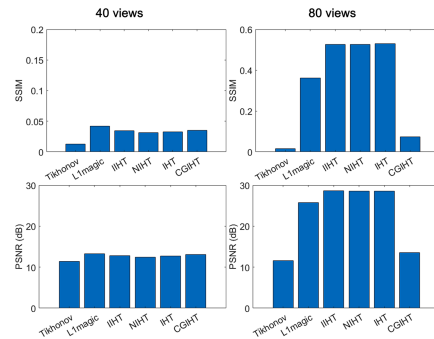 40 views
80 views
0.2
0.15
0.1
0.05
0
SSIM
Tikhonov
L1magic
IIHT
NIHT
IHT
CGIHT
0.6
0.4
0.2
0
SSIM
Tikhonov
L1magic
IIHT
NIHT
IHT
CGIHT
30
20
10
0
PSNR (dB)
Tikhonov
L1magic
IIHT
NIHT
IHT
CGIHT
30
20
10
0
PSNR (dB)
Tikhonov
L1magic
IIHT
NIHT
IHT
CGIHT